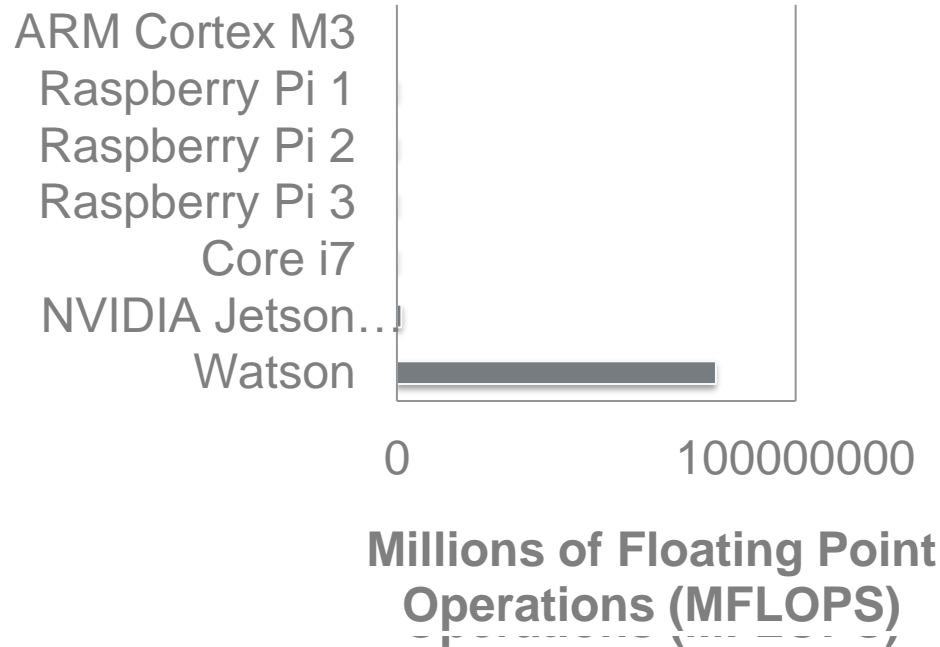 ARM Cortex M3
Raspberry Pi 1
Raspberry Pi 2
Raspberry Pi 3
Core i7
NVIDIA Jetson…
Watson
0 100000000
Millions of Floating Point
Operations (MFLOPS)